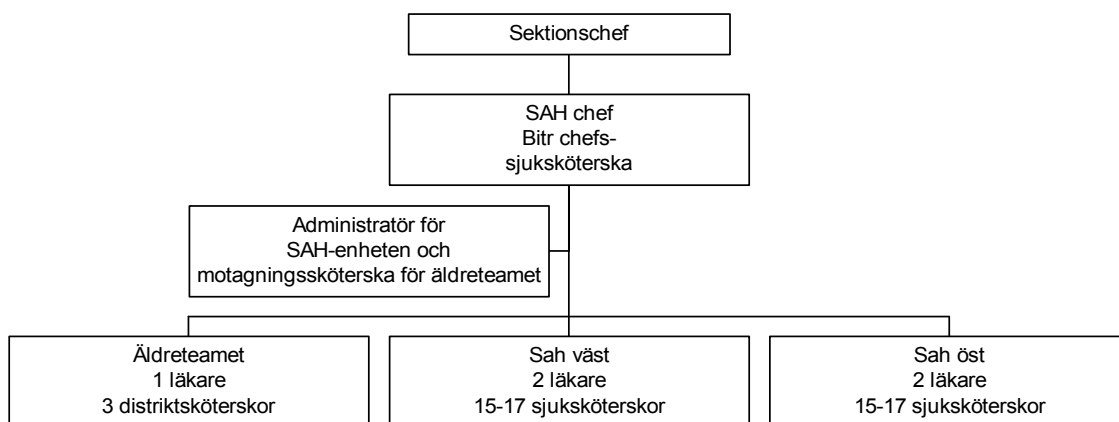 Sektionschef
SAH chef
Bitr chefs-
sjuksköterska
Administratör för
SAH-enheten och
motagningssköterska för äldreteamet
Äldreteamet
1 läkare
3 distriktsköterskor
Sah väst
2 läkare
15-17 sjuksköterskor
Sah öst
2 läkare
15-17 sjuksköterskor